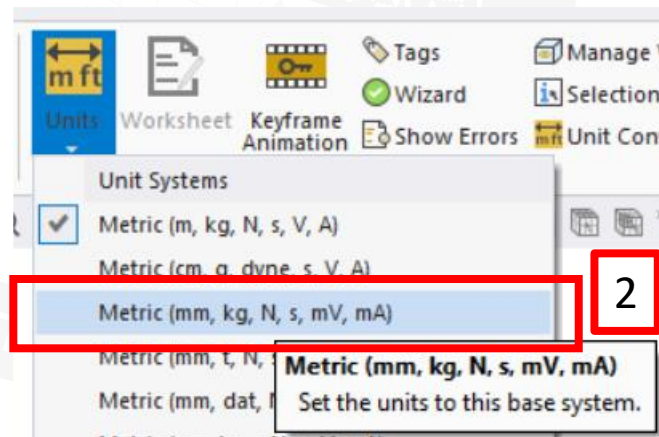 m ft
Units
Worksheet
Keyframe
Animation
Tags
Wizard
Show Errors
Manage
Selection
Unit Con
Unit Systems
Metric (m, kg, N, s, V, A)
Metric (cm, g, dyne, s, V, A)
Metric (mm, kg, N, s, mV, mA)
2
Metric (mm, t, N,
Metric (mm, kg, N, s, mV, mA)
Metric (mm, dat,
Set the units to this base system.